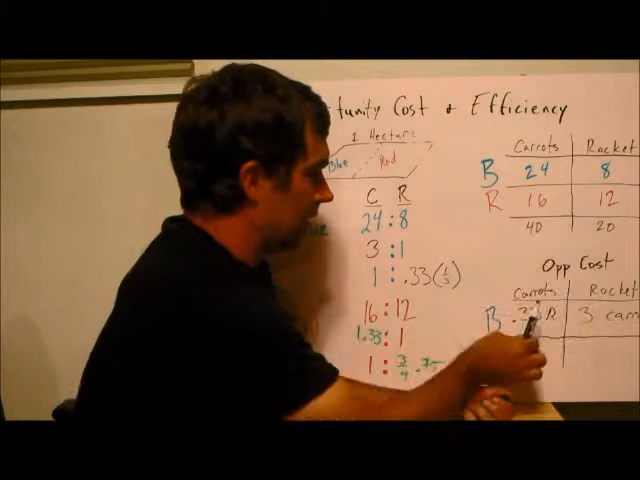 tunity Cost & Efficiency
1 Hectare
Blue Red
C R
24:8
3:1
1:.33(1/3)
16:12
1.33:1
1:3/4 .75
Carrots Rocket
B 24 8
R 16 12
40 20
Opp Cost
Carrots Rocket
B R 3 carr